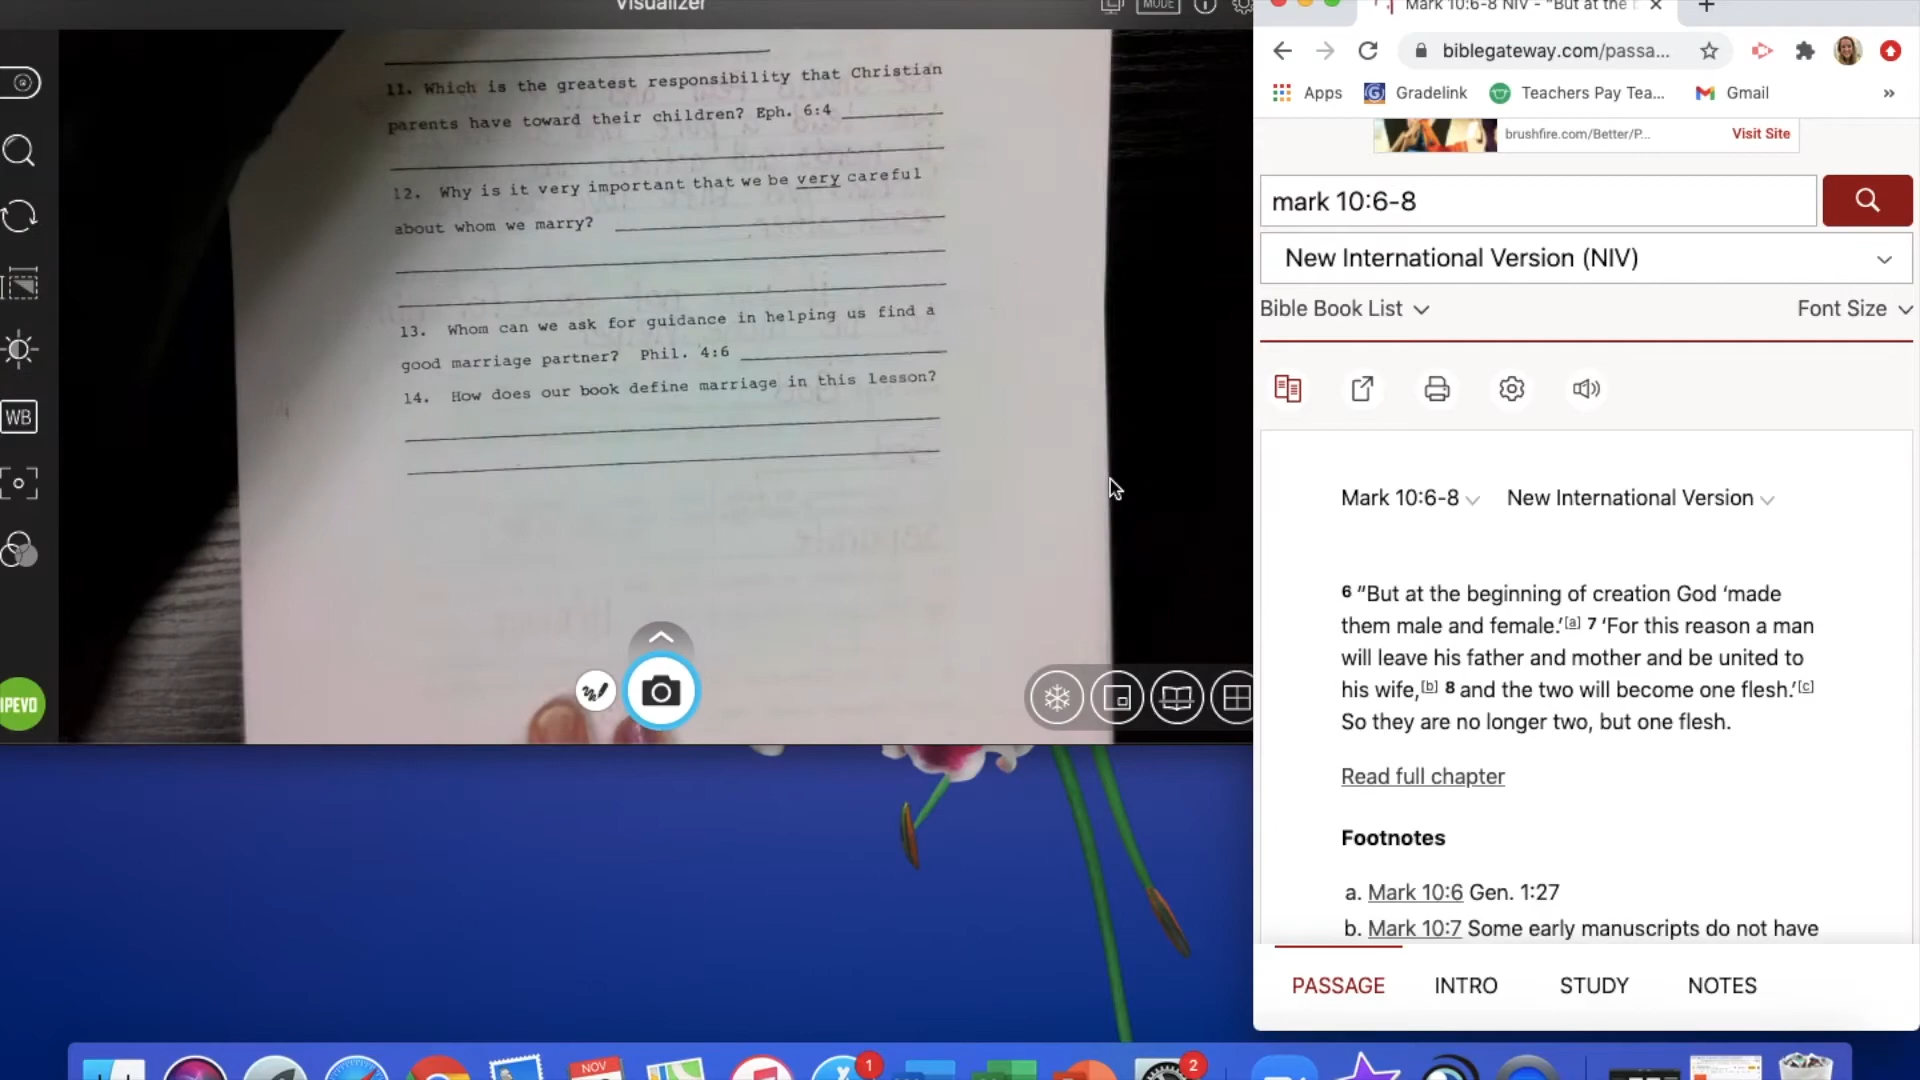 Visualizer
MODE
11. Which is the greatest responsibility that Christian
parents have toward their children? Eph. 6:4
12. Why is it very important that we be very careful
about whom we marry?
13. Whom can we ask for guidance in helping us find a
good marriage partner? Phil. 4:6
14. How does our book define marriage in this lesson?
WB
IPEVO
Mark 10:6-8 NIV - "But at the
biblegateway.com/passa...
Apps
Gradelink
Teachers Pay Tea...
Gmail
»
brushfire.com/Better/P...
Visit Site
mark 10:6-8
New International Version (NIV)
Bible Book List
Font Size
Mark 10:6-8
New International Version
6 “But at the beginning of creation God ‘made
them male and female.’[a] 7 ‘For this reason a man
will leave his father and mother and be united to
his wife,[b] 8 and the two will become one flesh.’[c]
So they are no longer two, but one flesh.
Read full chapter
Footnotes
a. Mark 10:6 Gen. 1:27
b. Mark 10:7 Some early manuscripts do not have
PASSAGE
INTRO
STUDY
NOTES
NOV
1
2